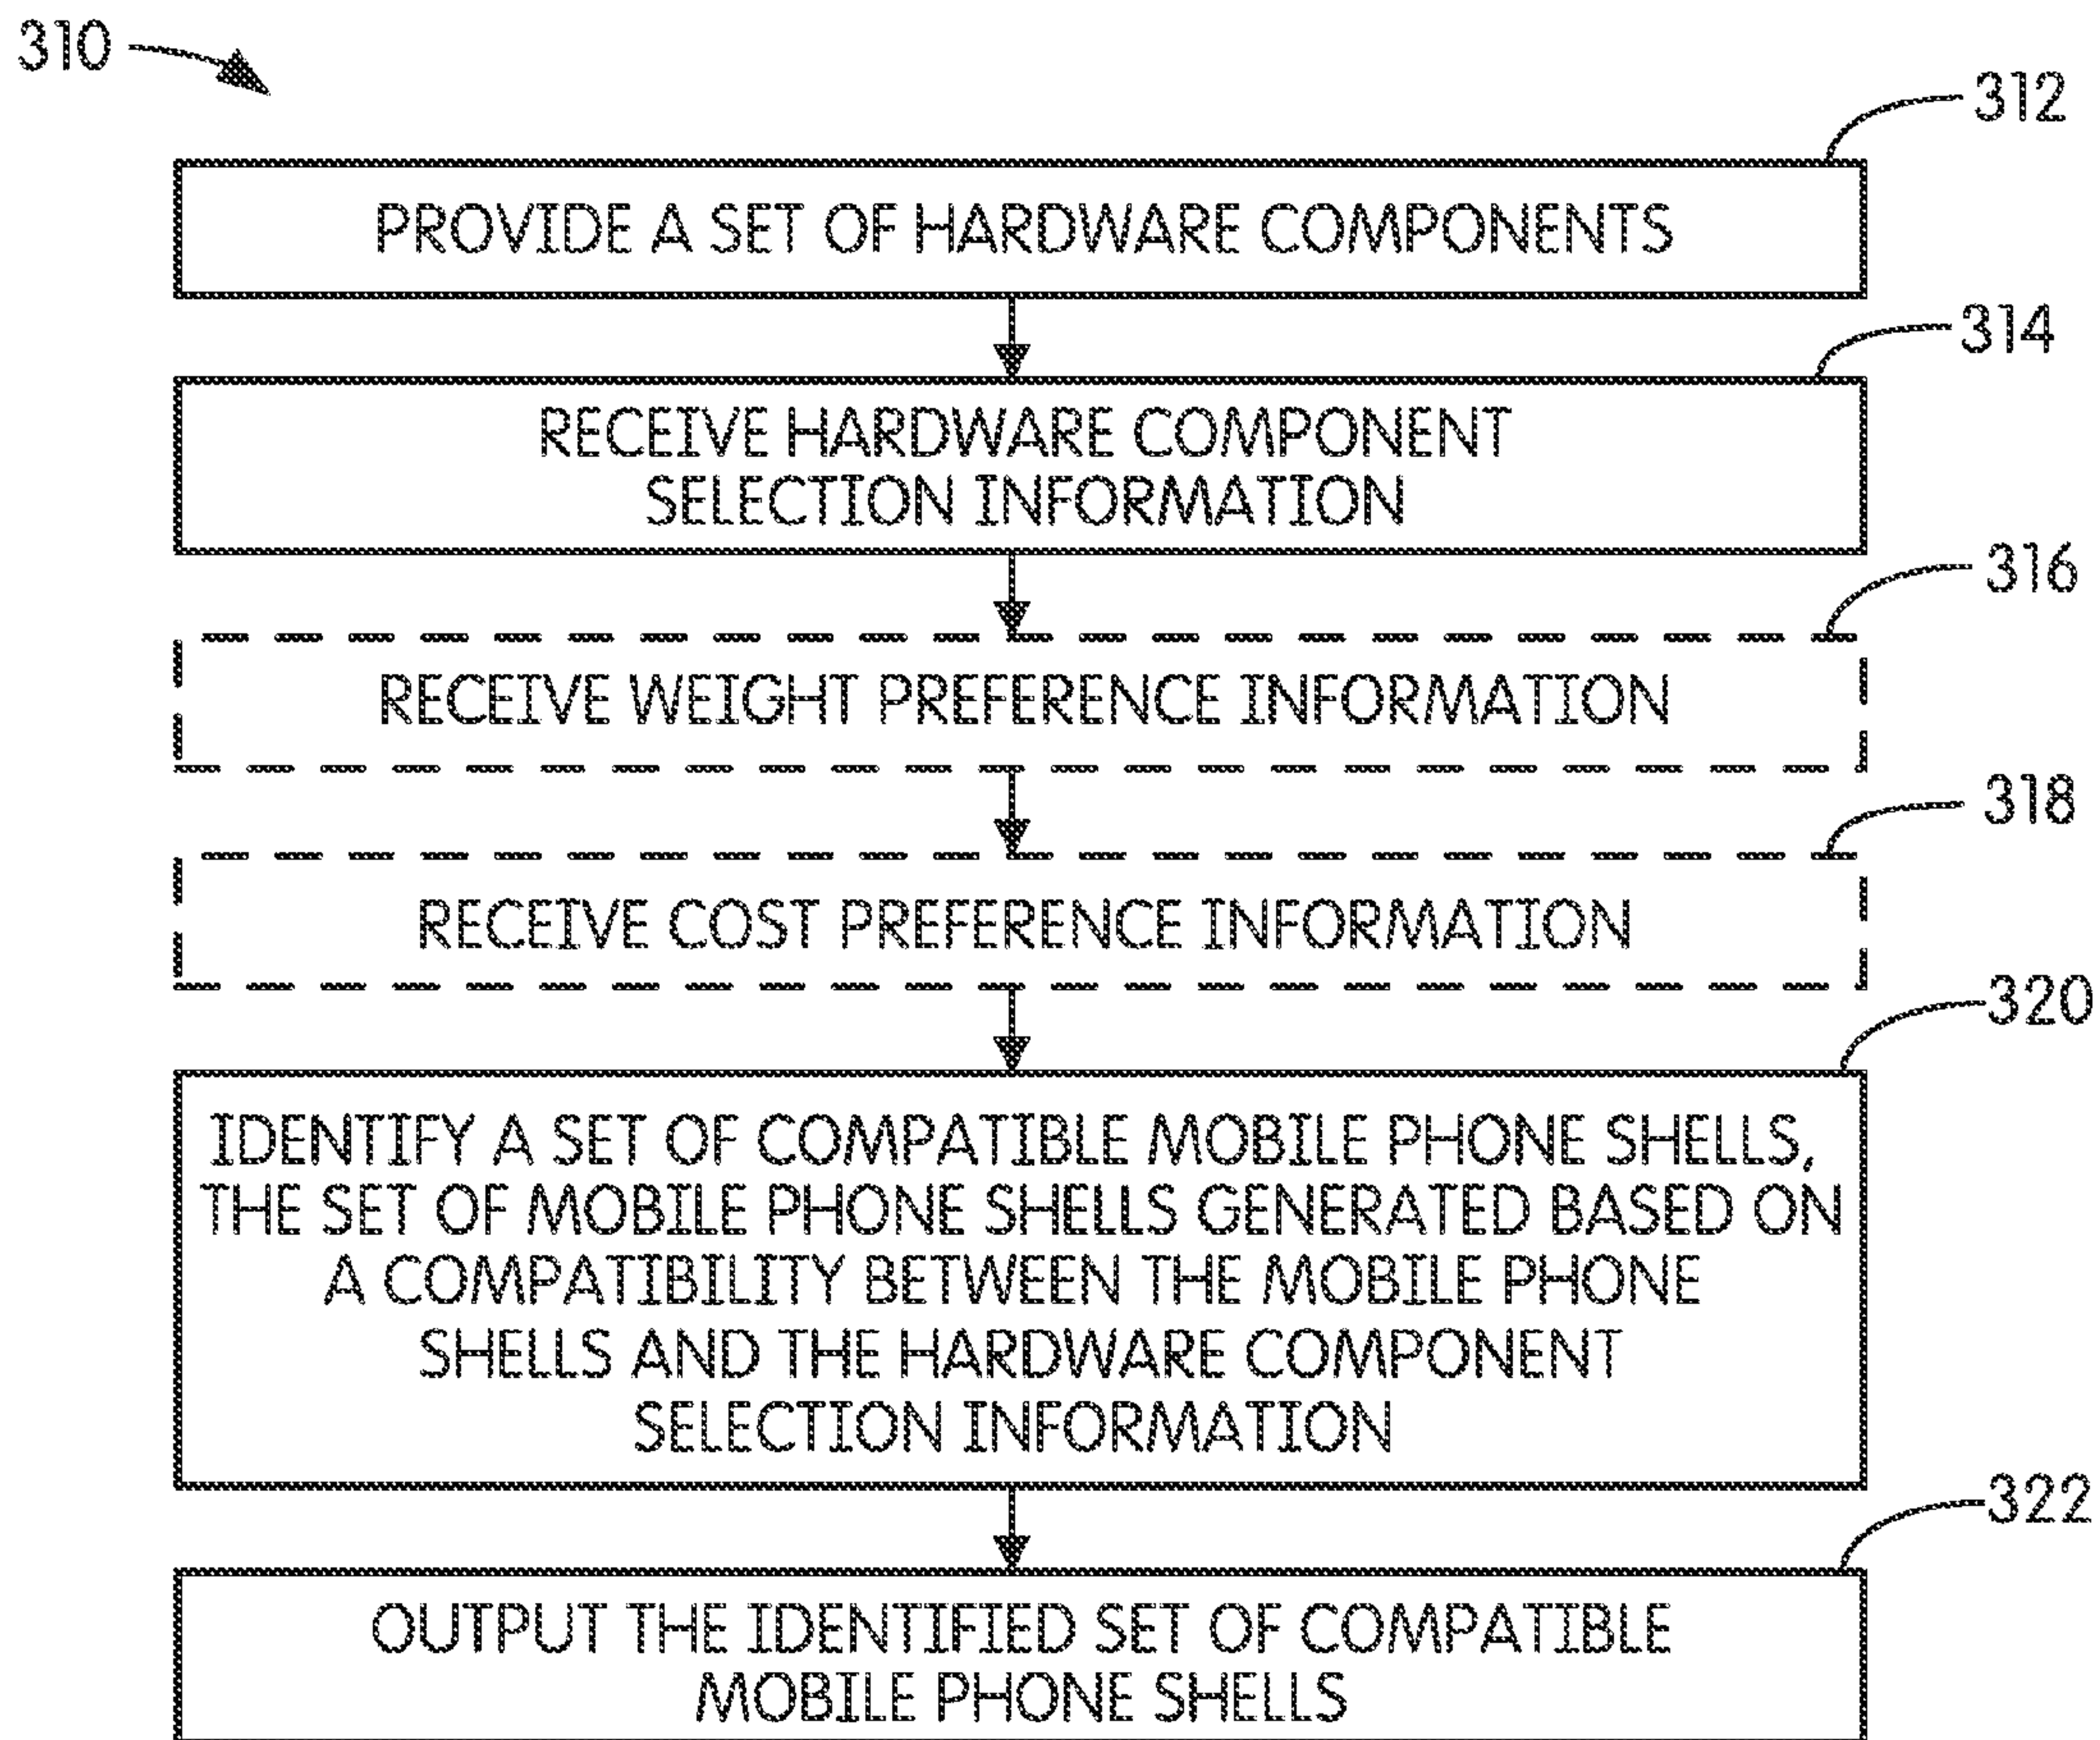 310
312
PROVIDE A SET OF HARDWARE COMPONENTS
314
RECEIVE HARDWARE COMPONENT
SELECTION INFORMATION
316
RECEIVE WEIGHT PREFERENCE INFORMATION
318
RECEIVE COST PREFERENCE INFORMATION
320
IDENTIFY A SET OF COMPATIBLE MOBILE PHONE SHELLS,
THE SET OF MOBILE PHONE SHELLS GENERATED BASED ON
A COMPATIBILITY BETWEEN THE MOBILE PHONE
SHELLS AND THE HARDWARE COMPONENT
SELECTION INFORMATION
322
OUTPUT THE IDENTIFIED SET OF COMPATIBLE
MOBILE PHONE SHELLS